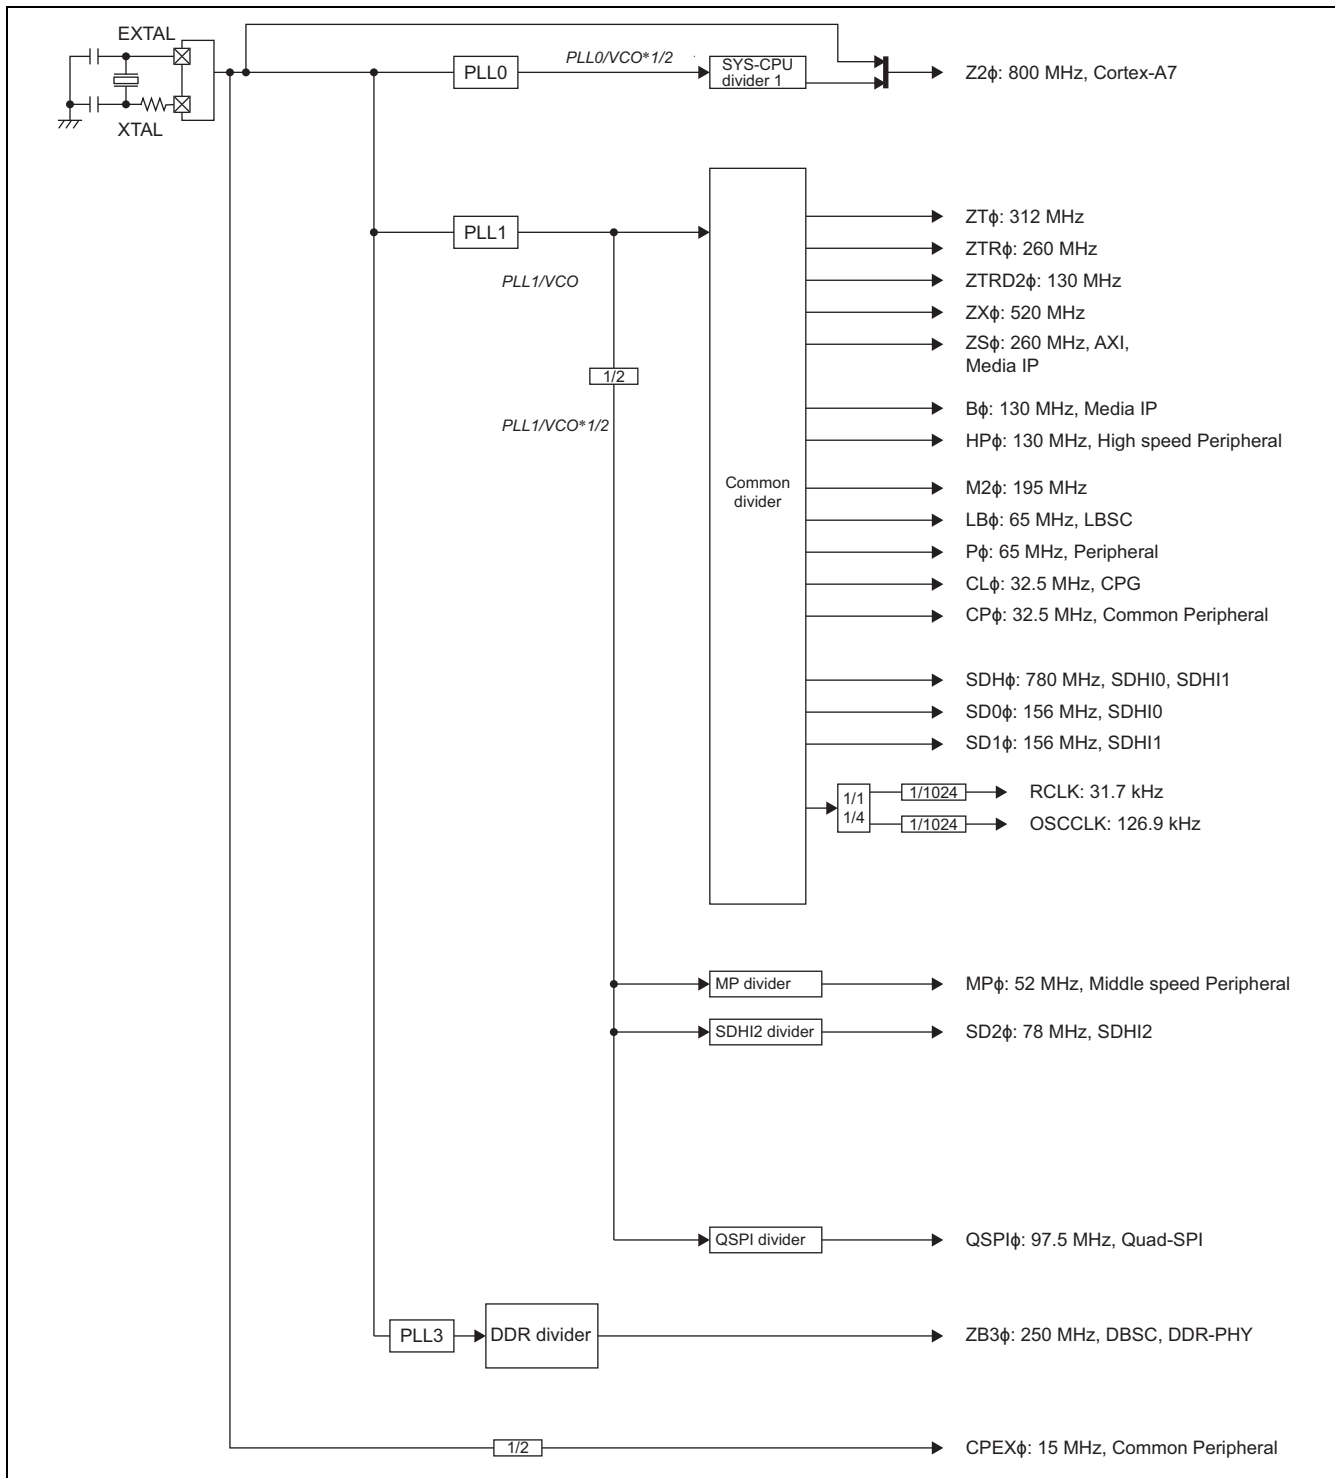 EXTAL
XTAL
PLL0
PLL0/VCO*1/2
SYS-CPU
divider 1
Z2ϕ: 800 MHz, Cortex-A7
PLL1
PLL1/VCO
1/2
PLL1/VCO*1/2
Common
divider
ZTϕ: 312 MHz
ZTRϕ: 260 MHz
ZTRD2ϕ: 130 MHz
ZXϕ: 520 MHz
ZSϕ: 260 MHz, AXI,
Media IP
Bϕ: 130 MHz, Media IP
HPϕ: 130 MHz, High speed Peripheral
M2ϕ: 195 MHz
LBϕ: 65 MHz, LBSC
Pϕ: 65 MHz, Peripheral
CLϕ: 32.5 MHz, CPG
CPϕ: 32.5 MHz, Common Peripheral
SDHϕ: 780 MHz, SDHI0, SDHI1
SD0ϕ: 156 MHz, SDHI0
SD1ϕ: 156 MHz, SDHI1
1/1
1/4
1/1024
RCLK: 31.7 kHz
1/1024
OSCCLK: 126.9 kHz
MP divider
MPϕ: 52 MHz, Middle speed Peripheral
SDHI2 divider
SD2ϕ: 78 MHz, SDHI2
QSPI divider
QSPIϕ: 97.5 MHz, Quad-SPI
PLL3
DDR divider
ZB3ϕ: 250 MHz, DBSC, DDR-PHY
1/2
CPEXϕ: 15 MHz, Common Peripheral